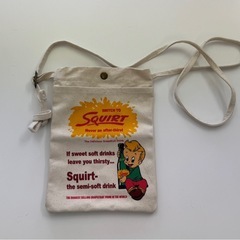 SWITCH TO
SQUIRT
Never an after-thirst
If sweet soft drinks
leave you thirsty...
Squirt-
the semi-soft drink